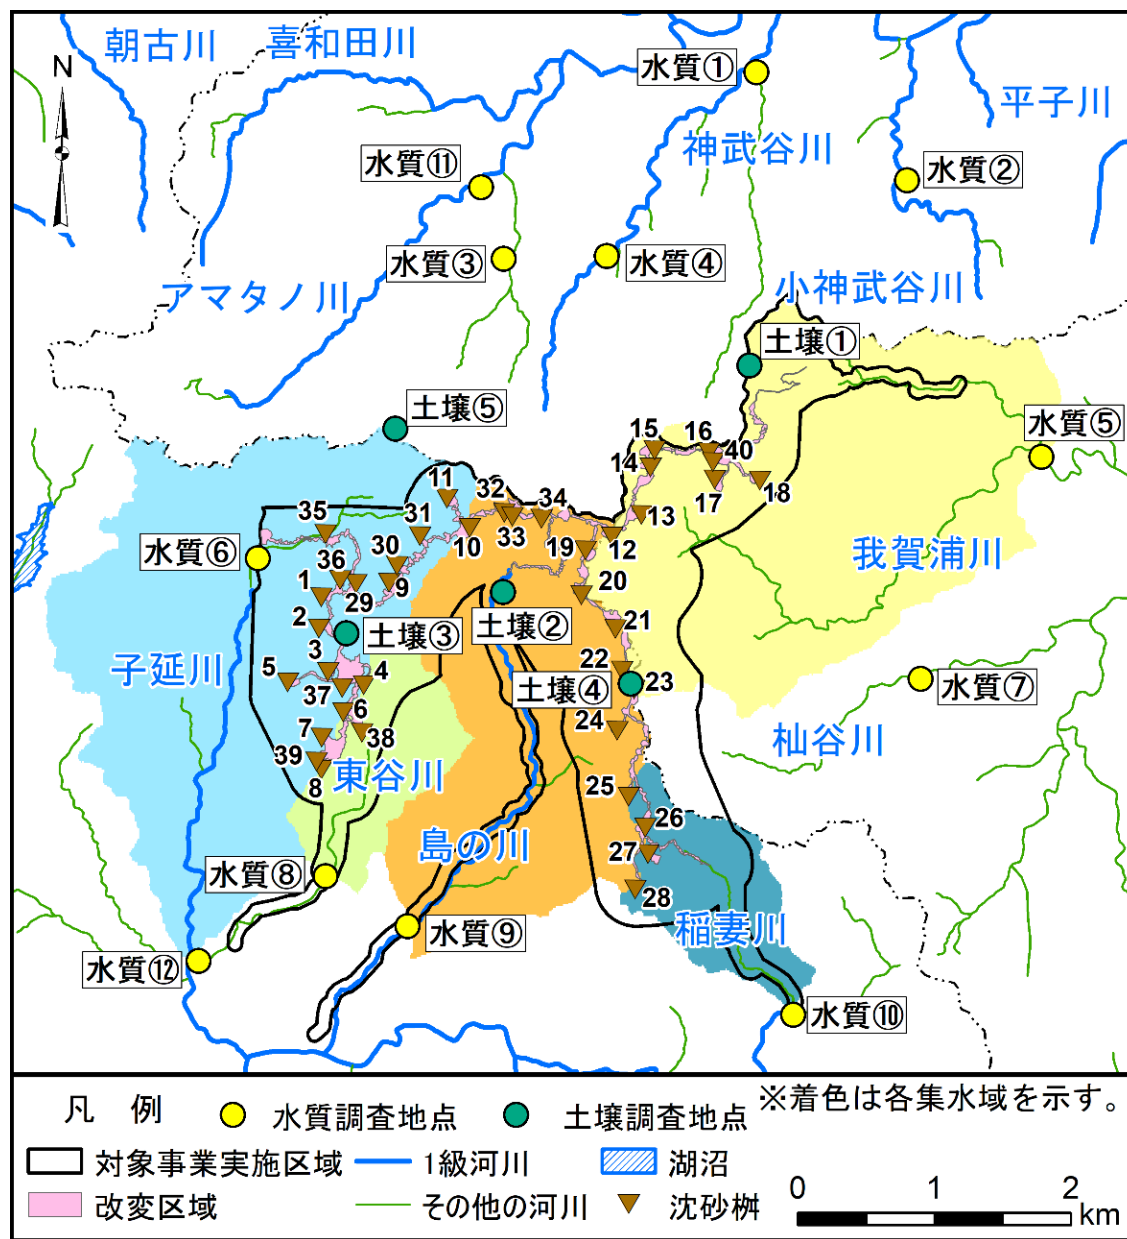 朝古川
喜和田川
水質①
平子川
N
神武谷川
水質⑪
水質②
水質③
水質④
アマタノ川
小神武谷川
土壌①
土壌⑤
15
16
水質⑤
14
40
11
32
34
17
18
35
31
10
33
13
19
12
水質⑥
36
30
我賀浦川
1
29
9
20
2
土壌③
土壌②
21
子延川
3
5
4
22
土壌④
23
水質⑦
37
6
7
38
24
杣谷川
39
東谷川
8
25
26
島の川
27
水質⑧
28
水質⑨
稲妻川
水質⑫
水質⑩
凡 例
水質調査地点
土壌調査地点
※着色は各集水域を示す。
対象事業実施区域
1級河川
湖沼
改変区域
その他の河川
沈砂桝
0 1 2
km